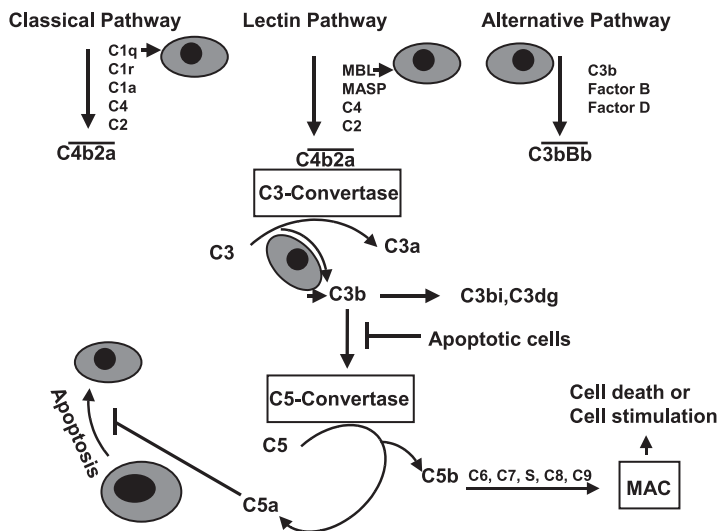 Classical Pathway
Lectin Pathway
Alternative Pathway
C1q
C1r
C1a
C4
C2
C4b2a
MBL
MASP
C4
C2
C4b2a
C3b
Factor B
Factor D
C3bBb
C3-Convertase
C3
C3a
C3b
C3bi,C3dg
Apoptotic cells
C5-Convertase
Cell death or
Cell stimulation
Apoptosis
C5
C5b
C6, C7, S, C8, C9
MAC
C5a